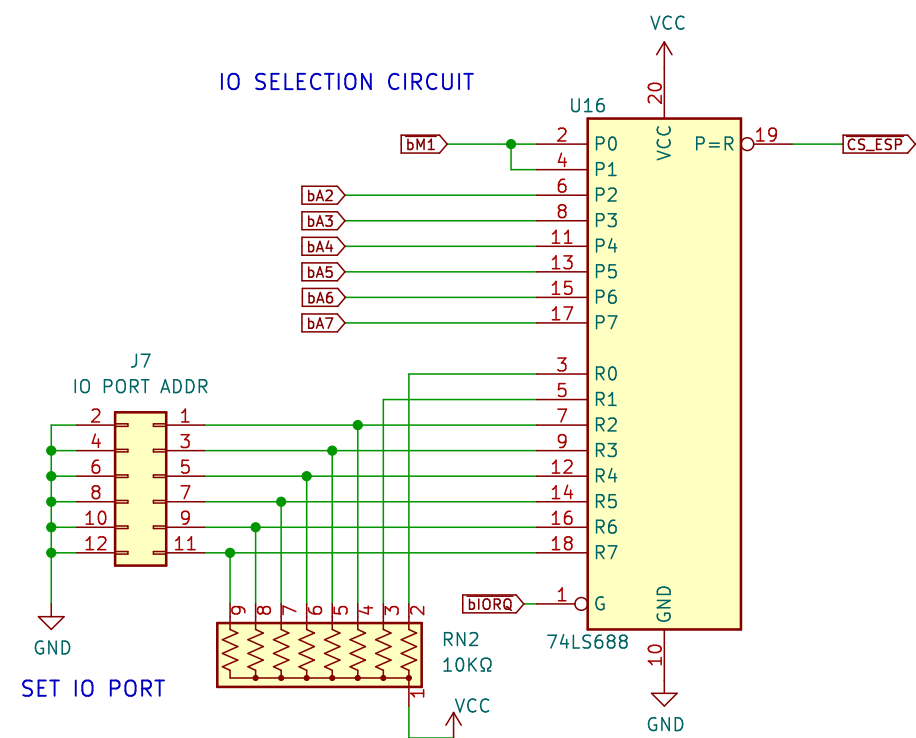 VCC
IO SELECTION CIRCUIT
20
U16
bM1 2 P0 VCC P=R 19 CS_ESP
4 P1
bA2 6 P2
bA3 8 P3
bA4 11 P4
bA5 13 P5
bA6 15 P6
bA7 17 P7
J7
IO PORT ADDR
3 R0
5 R1
2 1 7 R2
4 3 9 R3
6 5 12 R4
8 7 14 R5
10 9 16 R6
12 11 18 R7
bIORQ 1 G GND
9 8 7 6 5 4 3 2
GND
RN2
10KΩ
74LS688
10
SET IO PORT
1
VCC
GND